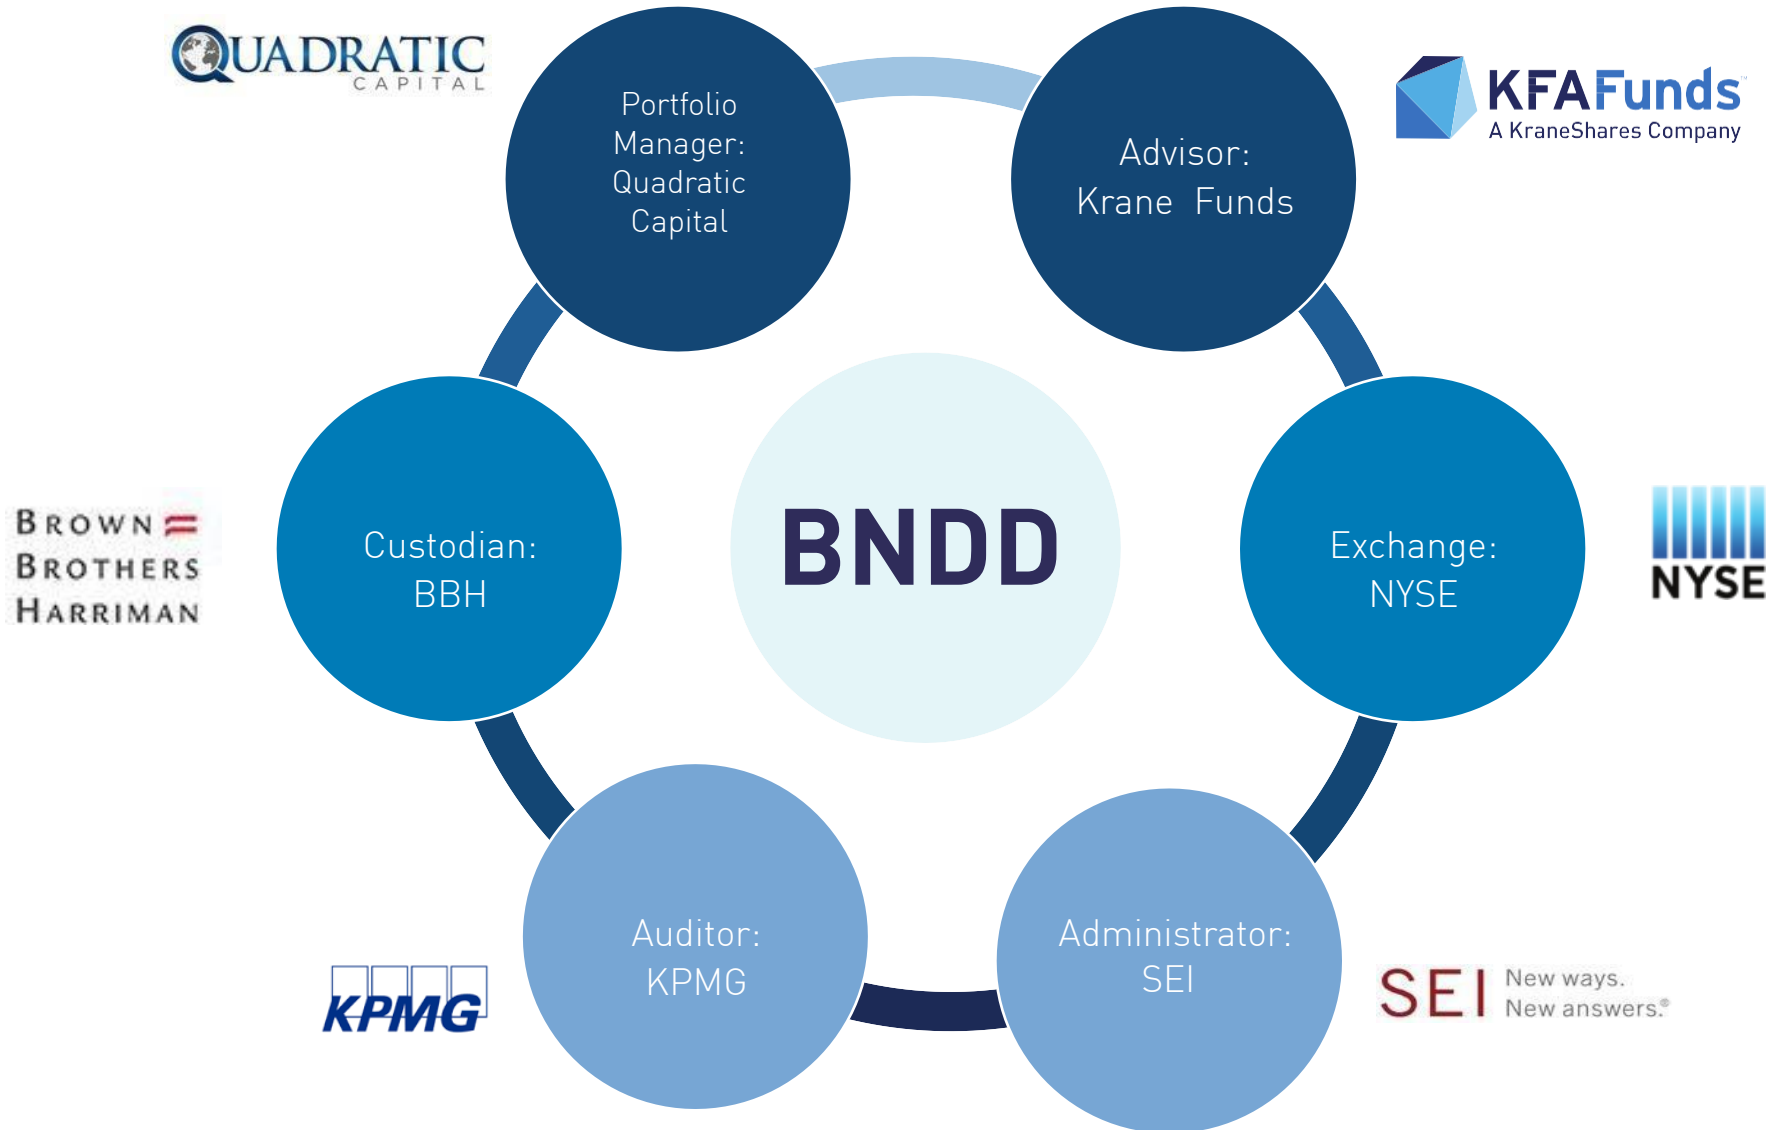 QUADRATIC
CAPITAL
Portfolio
Manager:
Quadratic
Capital
Advisor:
Krane Funds
KFAFunds™
A KraneShares Company
BROWN
BROTHERS
HARRIMAN
Custodian:
BBH
BNDD
Exchange:
NYSE
NYSE
KPMG
Auditor:
KPMG
Administrator:
SEI
SEI
New ways.
New answers.®